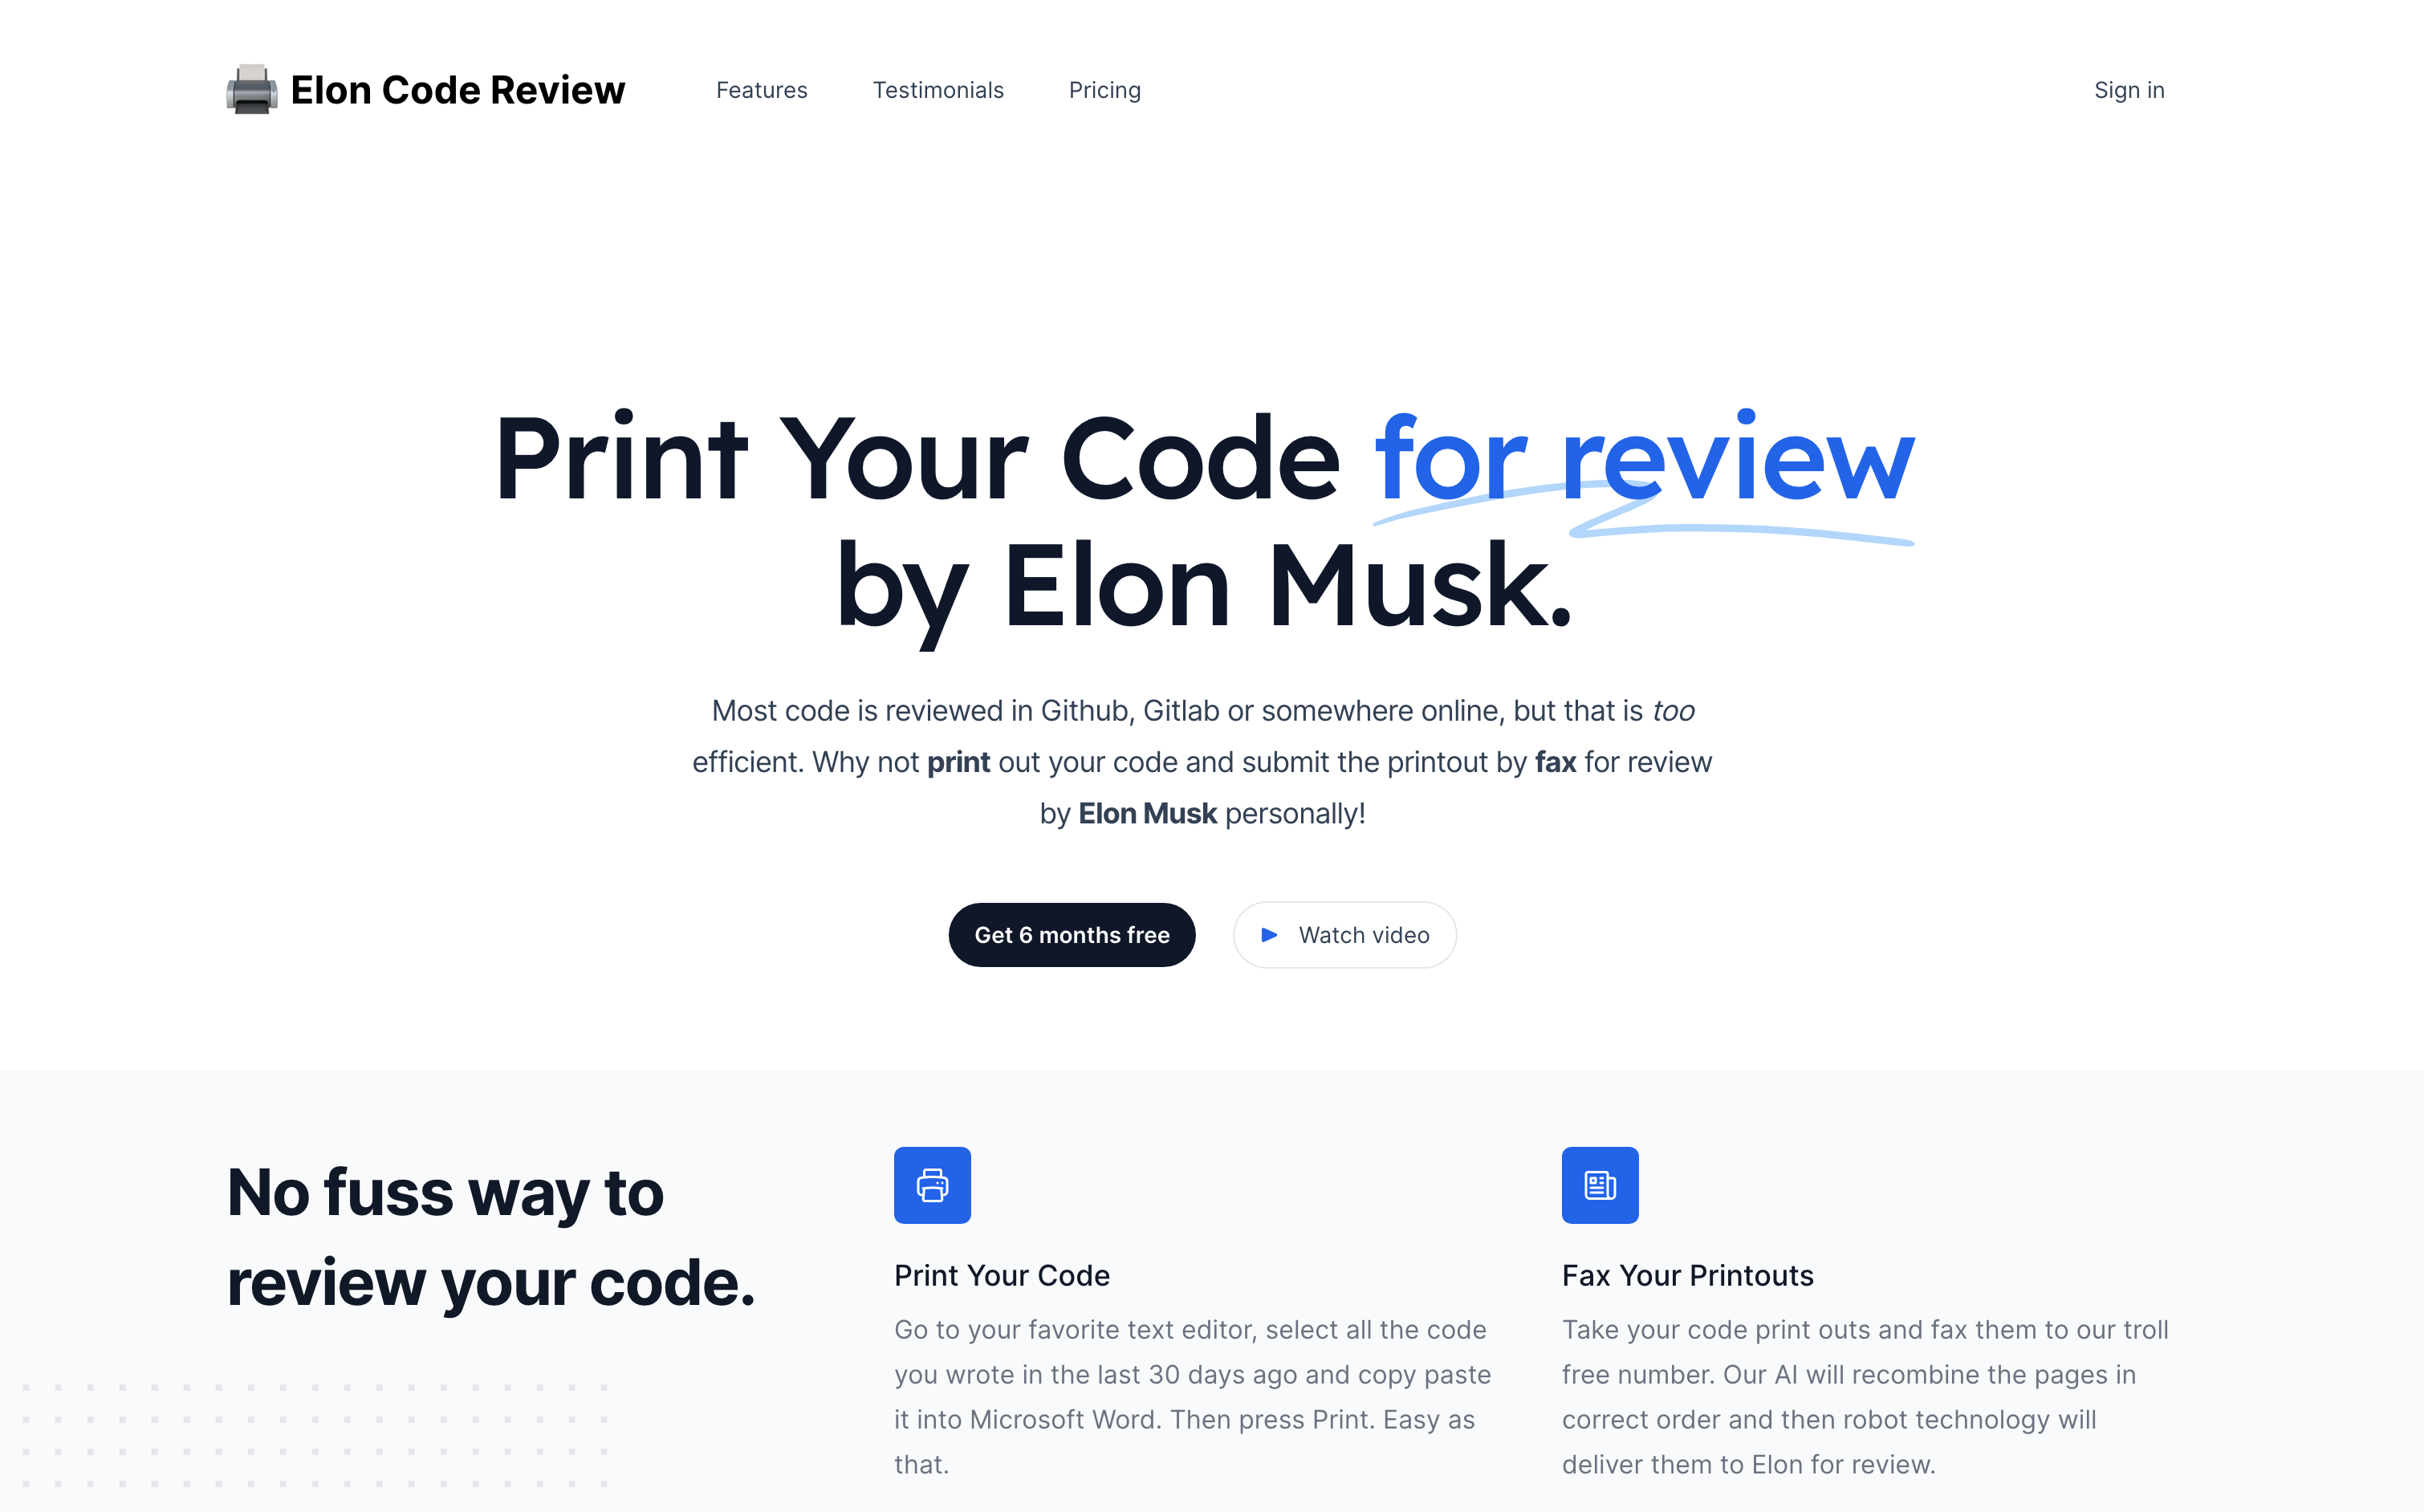 Elon Code Review
Features
Testimonials
Pricing
Sign in
Print Your Code for review
by Elon Musk.
Most code is reviewed in Github, Gitlab or somewhere online, but that is too
efficient. Why not print out your code and submit the printout by fax for review
by Elon Musk personally!
Get 6 months free
Watch video
No fuss way to
review your code.
Print Your Code
Go to your favorite text editor, select all the code
you wrote in the last 30 days ago and copy paste
it into Microsoft Word. Then press Print. Easy as
that.
Fax Your Printouts
Take your code print outs and fax them to our troll
free number. Our AI will recombine the pages in
correct order and then robot technology will
deliver them to Elon for review.